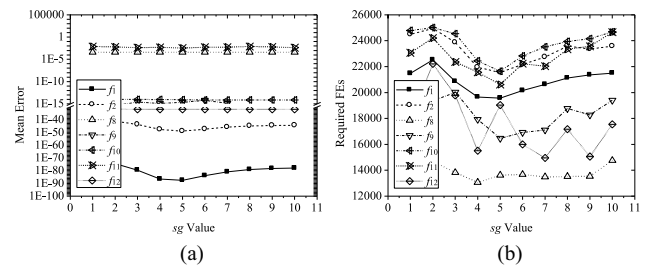 100000
1
1E-5
1E-10
1E-15
1E-40
1E-50
1E-60
1E-70
1E-80
1E-90
1E-100
Mean Error
f1
f2
f8
f9
f10
f11
f12
0 1 2 3 4 5 6 7 8 9 10 11
sg Value
(a)
26000
24000
22000
20000
18000
16000
14000
12000
Required FEs
f1
f2
f8
f9
f10
f11
f12
0 1 2 3 4 5 6 7 8 9 10 11
sg Value
(b)